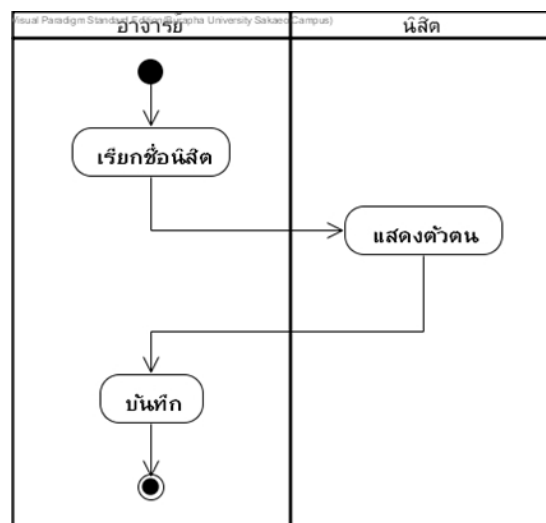 Visual Paradigm Standard Edition(Burapha University Sakaeo Campus)
อาจารย์
นิสิต
เรียกชื่อนิสิต
แสดงตัวตน
บันทึก